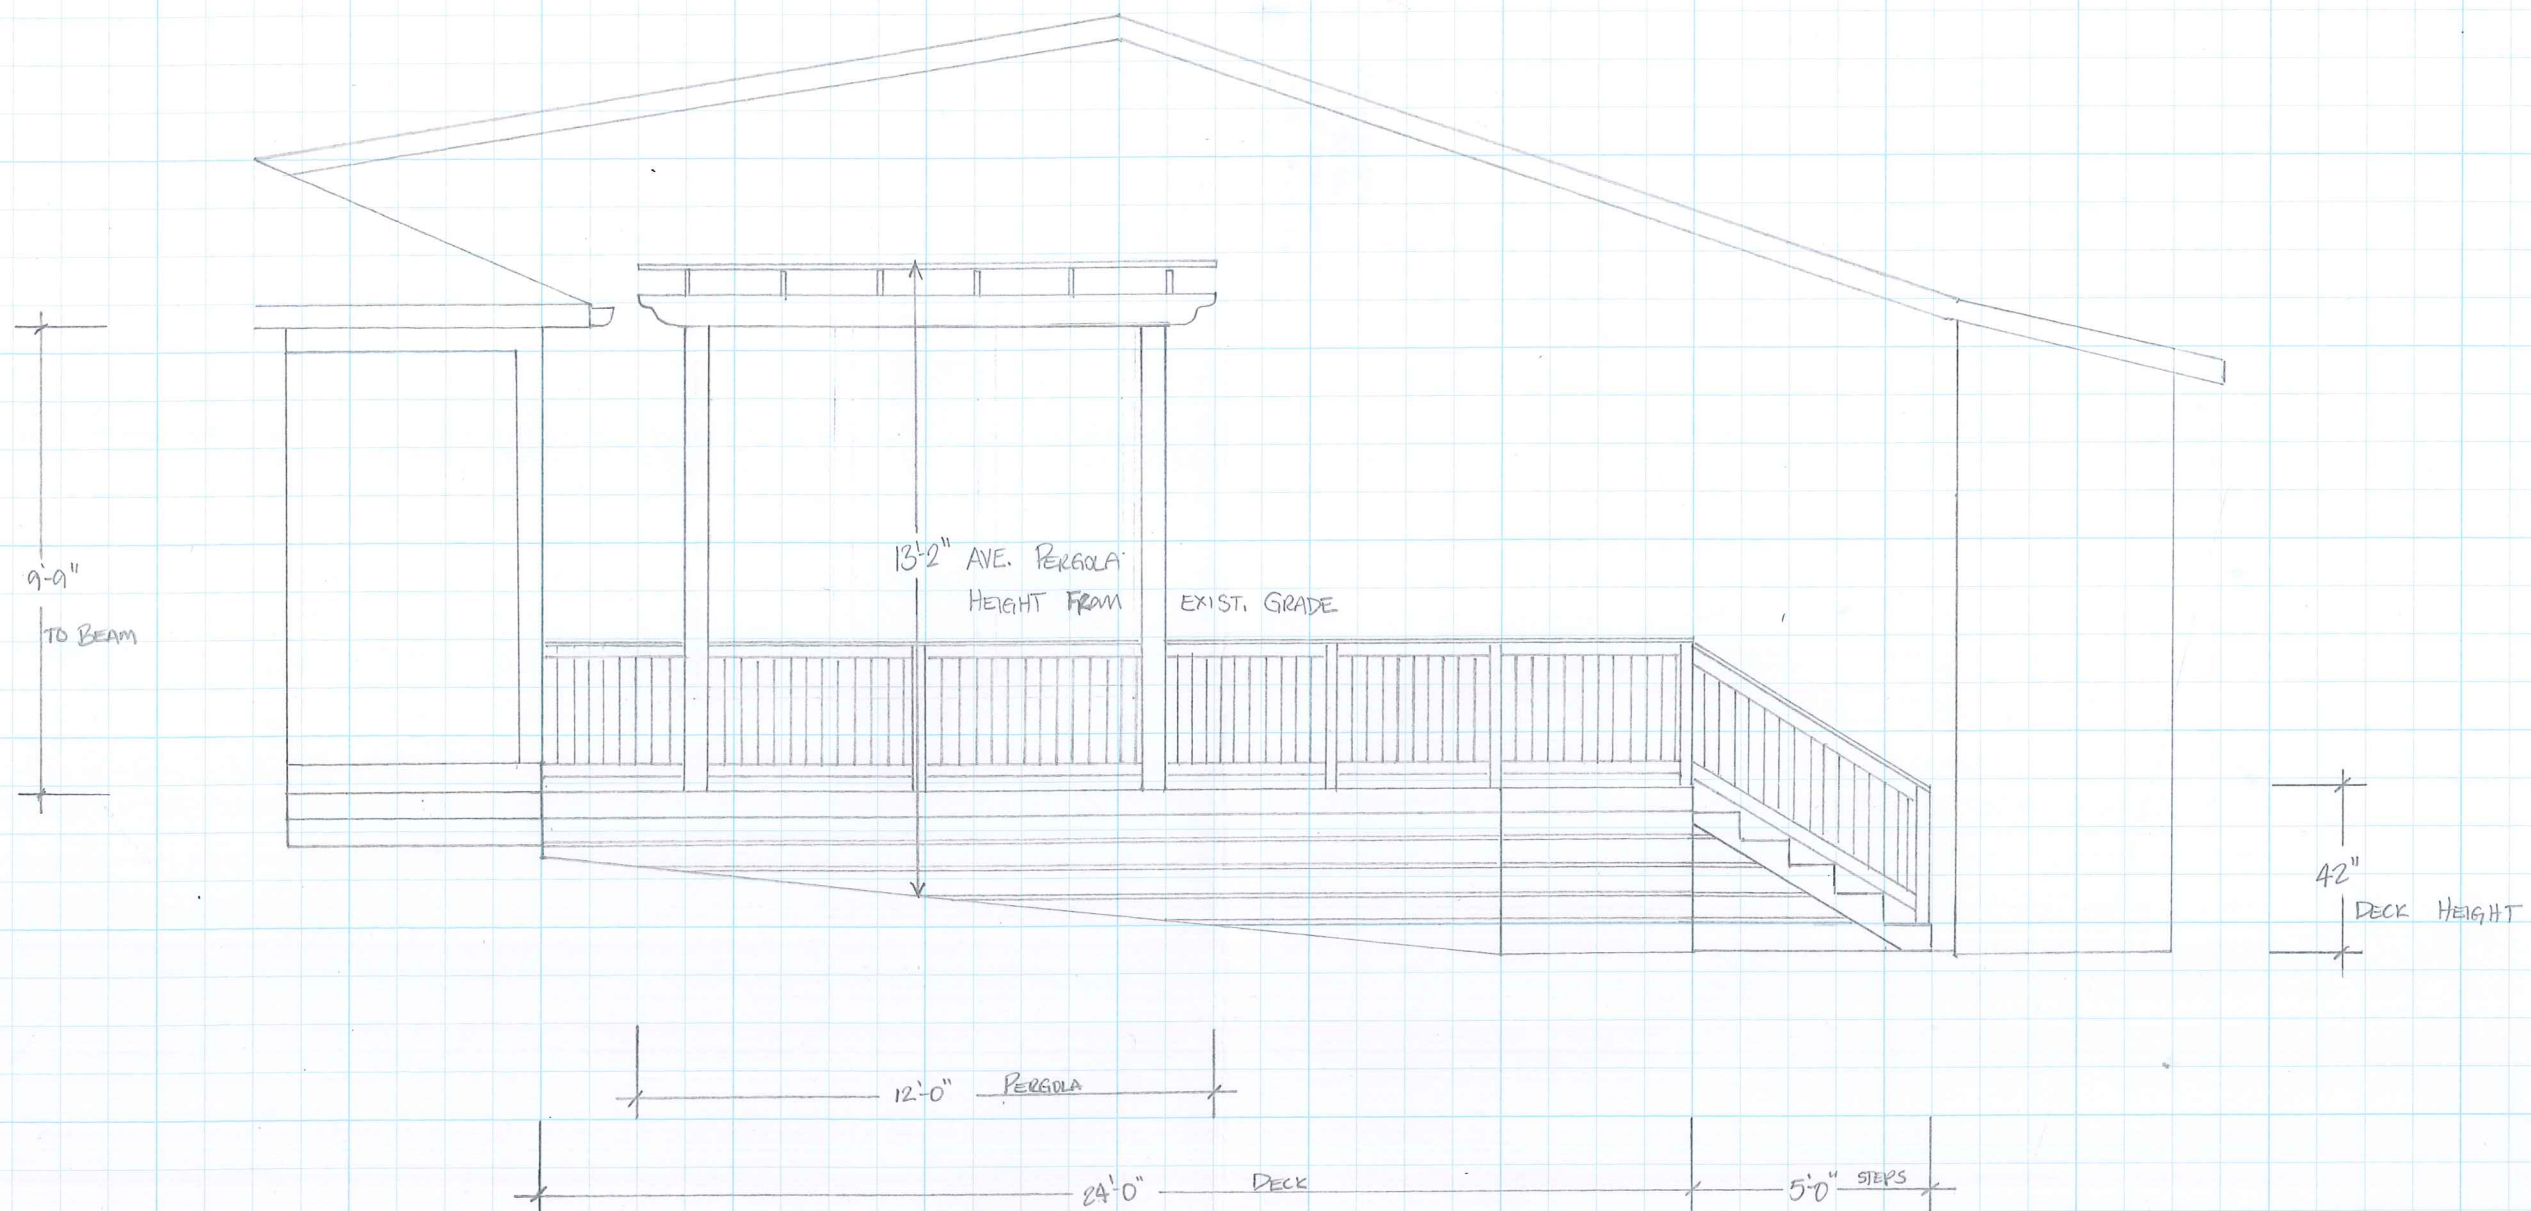 13'-2" AVE. PERGOLA
HEIGHT FROM EXIST. GRADE
9'-9"
TO BEAM
42"
DECK HEIGHT
12'-0" PERGOLA
24'-0" DECK
5'-0" STEPS